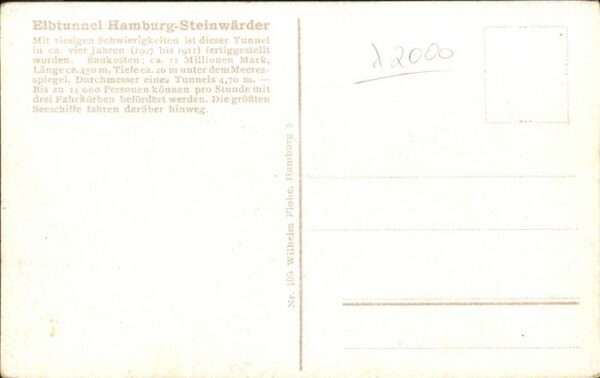 Elbtunnel Hamburg-Steinwärder
Mit riesigen Schwierigkeiten ist dieser Tunnel
in ca. vier Jahren (1907 bis 1911) fertiggestellt
worden. Baukosten: ca. 11 Millionen Mark,
Länge ca. 450 m, Tiefe ca. 20 m unter dem Meeres-
spiegel. Durchmesser eines Tunnels 4,70 m. —
Bis zu 14 000 Personen können pro Stunde mit
drei Fahrkörben befördert werden. Die größten
Seeschiffe fahren darüber hinweg.
2000
Nr. 105 Wilhelm Hamburg